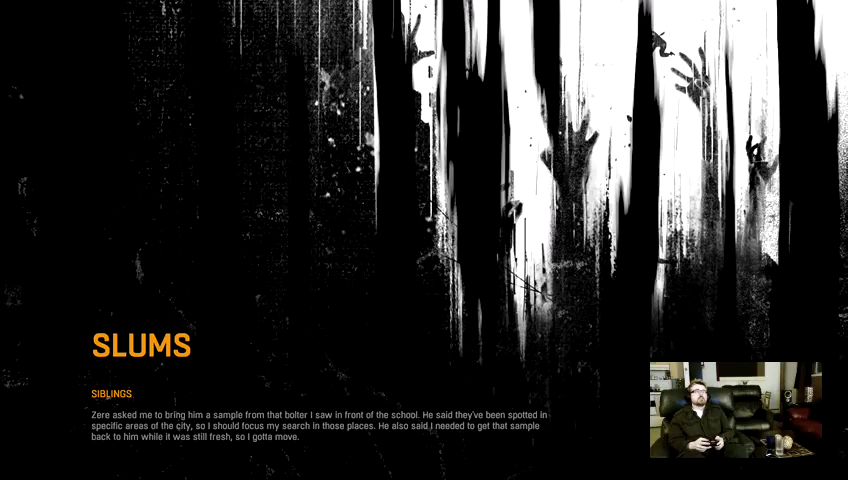 SLUMS
SIBLINGS
Zere asked me to bring him a sample from that bolter I saw in front of the school. He said they've been spotted in
specific areas of the city, so I should focus my search in those places. He also said I needed to get that sample
back to him while it was still fresh, so I gotta move.